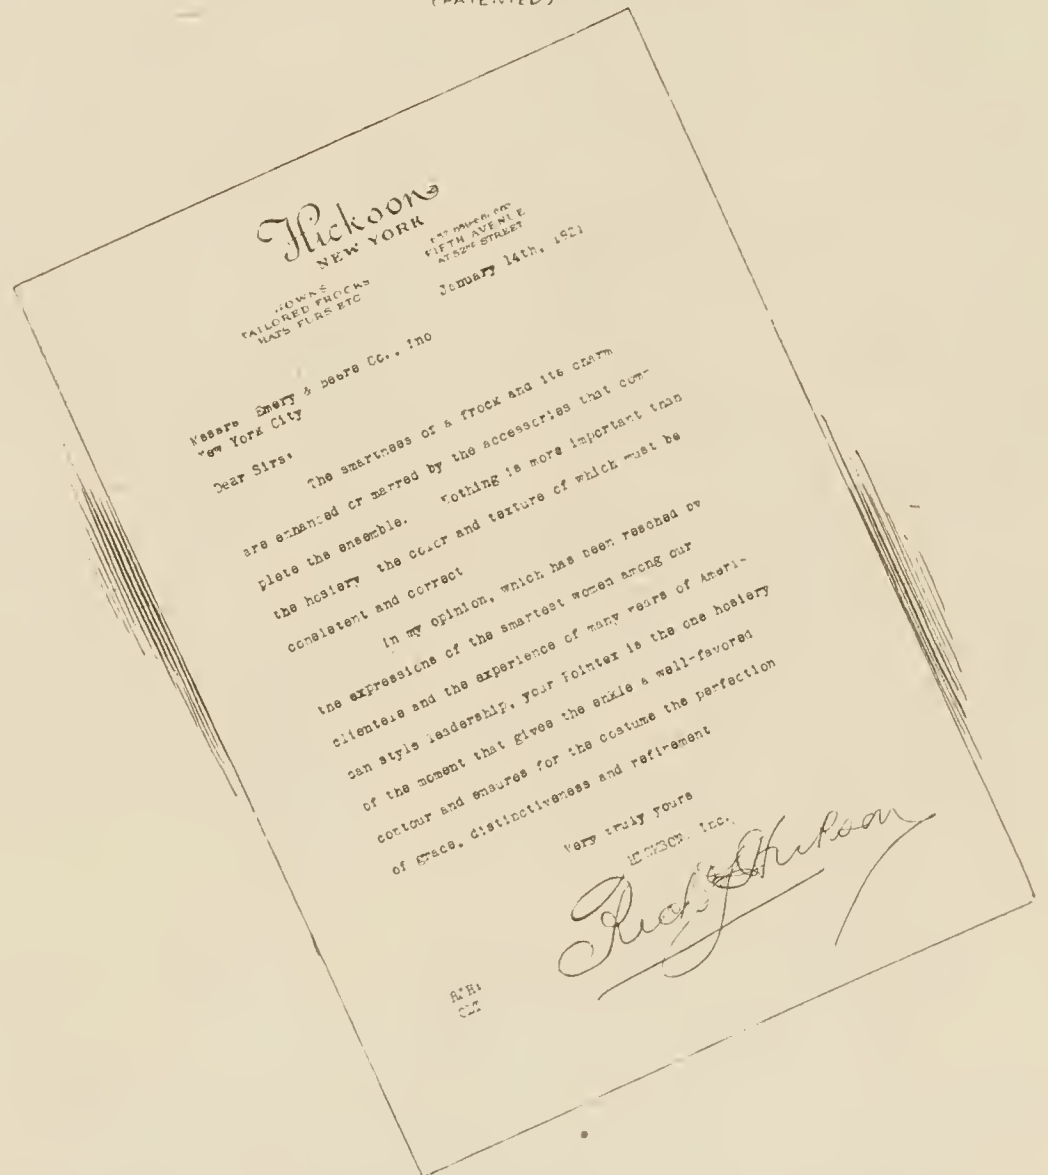 (PATENTED)
Hickson
NEW YORK
GOWNS
TAILORED FROCKS
HATS FURS ETC
FIFTH AVENUE
AT 52nd STREET
January 14th, 1921
Messrs Emery & Beers Co., Inc
New York City
Dear Sirs:
The smartness of a frock and its charm
are enhanced or marred by the accessories that com-
plete the ensemble. Nothing is more important than
the hosiery the color and texture of which must be
consistent and correct
In my opinion, which has been reached by
the expressions of the smartest women among our
clientele and the experience of many years of Ameri-
can style leadership, your Pointex is the one hosiery
of the moment that gives the ankle a well-favored
contour and ensures for the costume the perfection
of grace, distinctiveness and refirement
Very truly yours
HICKSON, Inc.,
Rich J Hickson
RJH: